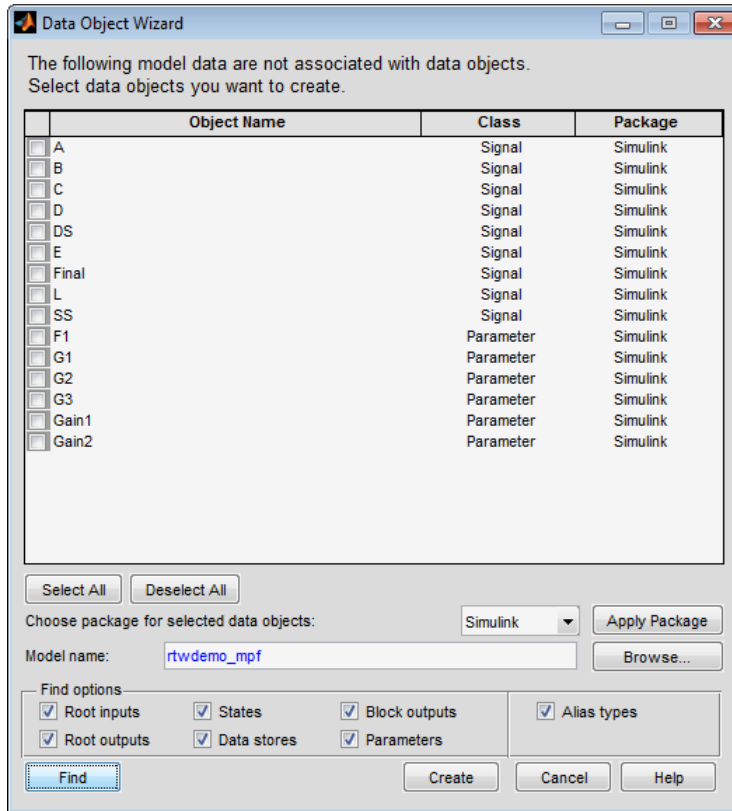 Data Object Wizard
The following model data are not associated with data objects.
Select data objects you want to create.
Object Name Class Package
A Signal Simulink
B Signal Simulink
C Signal Simulink
D Signal Simulink
DS Signal Simulink
E Signal Simulink
Final Signal Simulink
L Signal Simulink
SS Signal Simulink
F1 Parameter Simulink
G1 Parameter Simulink
G2 Parameter Simulink
G3 Parameter Simulink
Gain1 Parameter Simulink
Gain2 Parameter Simulink
Select All Deselect All
Choose package for selected data objects: Simulink Apply Package
Model name: rtwdemo_mpf Browse...
Find options
Root inputs States Block outputs Alias types
Root outputs Data stores Parameters
Find Create Cancel Help